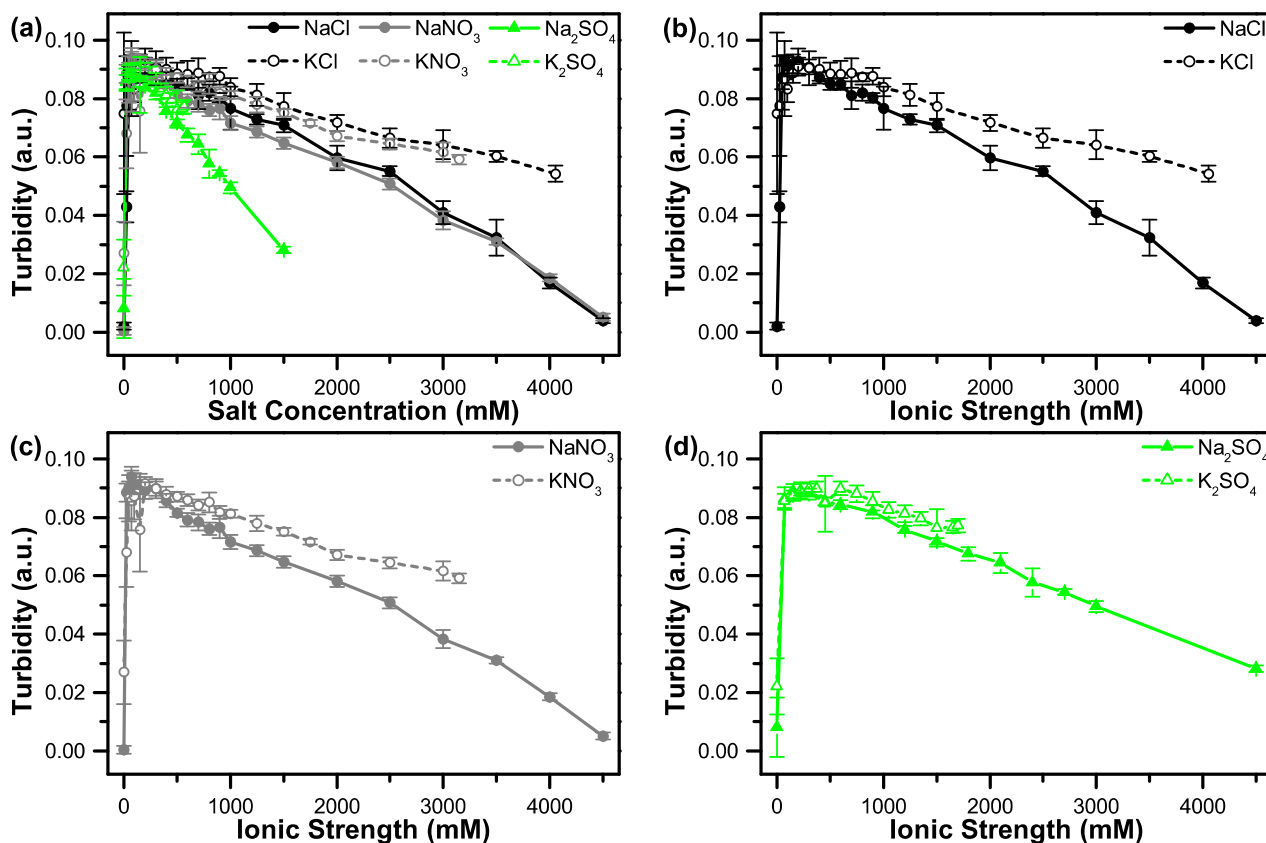 (a)
NaCl NaNO₃ Na₂SO₄
KCl KNO₃ K₂SO₄
0.10
0.08
0.06
0.04
0.02
0.00
Turbidity (a.u.)
0 1000 2000 3000 4000
Salt Concentration (mM)
(b)
NaCl
KCl
0.10
0.08
0.06
0.04
0.02
0.00
Turbidity (a.u.)
0 1000 2000 3000 4000
Ionic Strength (mM)
(c)
NaNO₃
KNO₃
0.10
0.08
0.06
0.04
0.02
0.00
Turbidity (a.u.)
0 1000 2000 3000 4000
Ionic Strength (mM)
(d)
Na₂SO₄
K₂SO₄
0.10
0.08
0.06
0.04
0.02
0.00
Turbidity (a.u.)
0 1000 2000 3000 4000
Ionic Strength (mM)